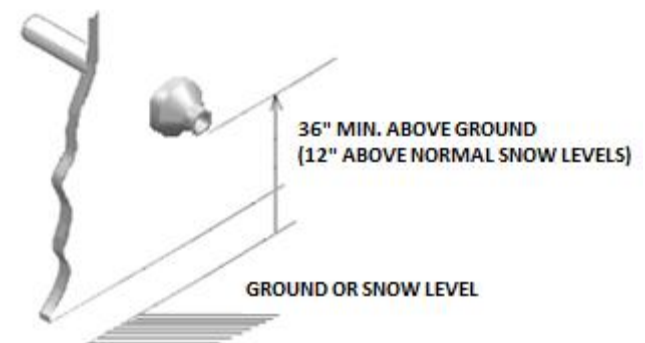 36" MIN. ABOVE GROUND
(12" ABOVE NORMAL SNOW LEVELS)
GROUND OR SNOW LEVEL